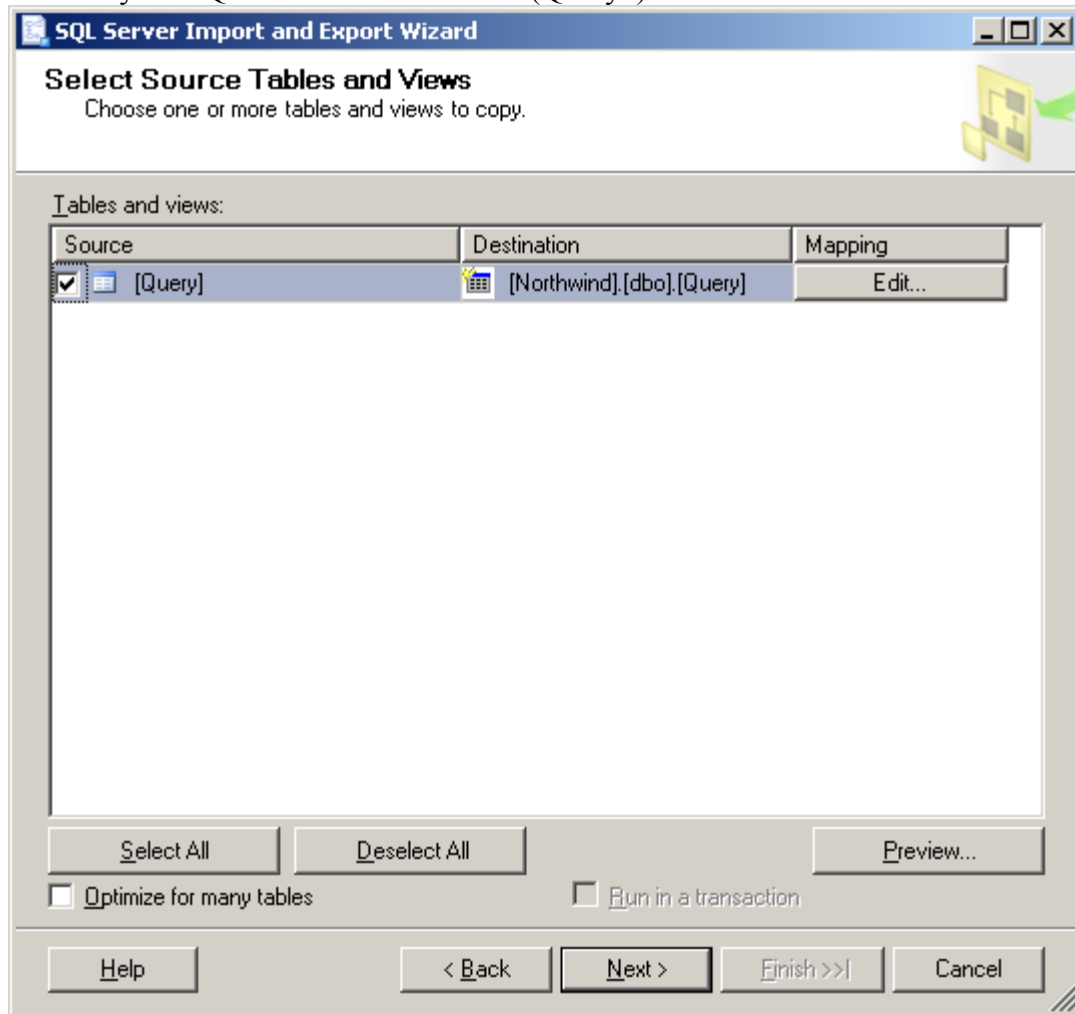 SQL Server Import and Export Wizard
Select Source Tables and Views
Choose one or more tables and views to copy.
Tables and views:
Source Destination Mapping
[Query] [Northwind].[dbo].[Query] Edit...
Select All Deselect All Preview...
Optimize for many tables Run in a transaction
Help < Back Next > Finish >>| Cancel